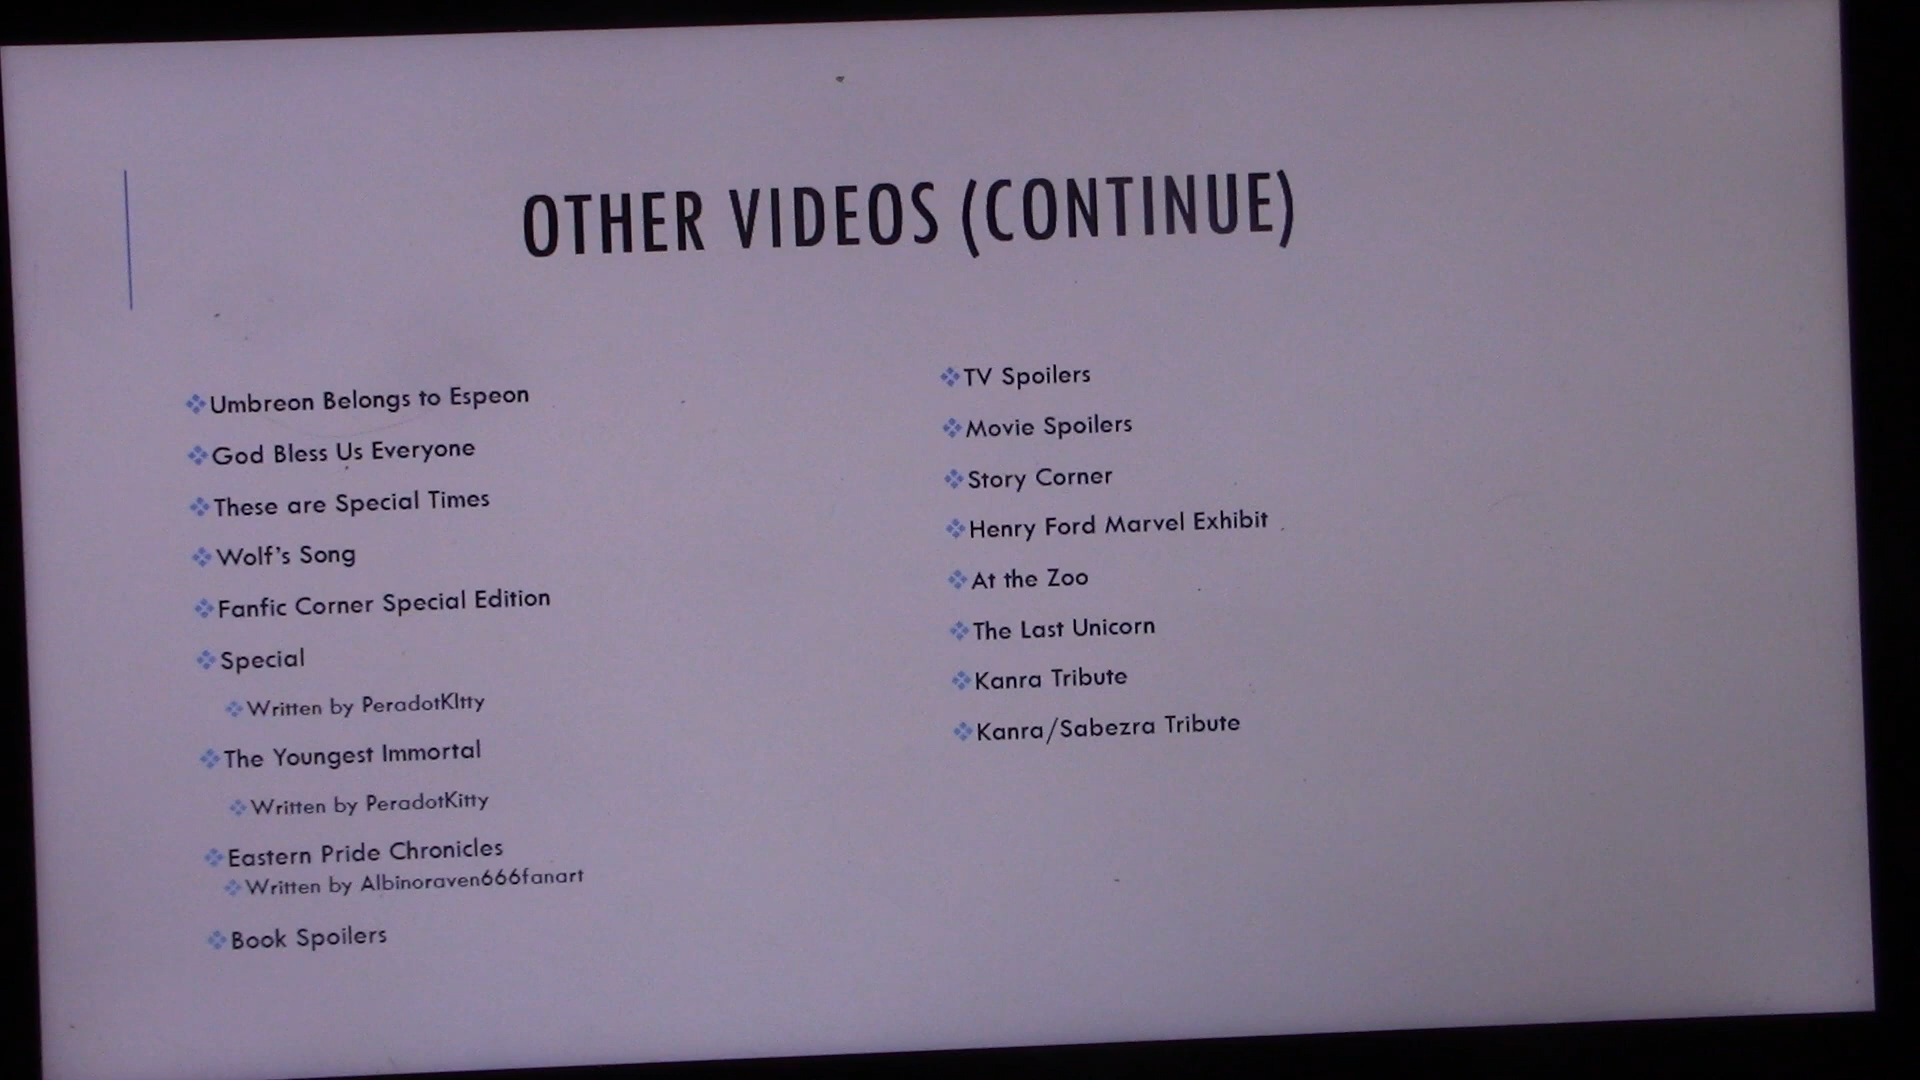 OTHER VIDEOS (CONTINUE)
Umbreon Belongs to Espeon
God Bless Us Everyone
These are Special Times
Wolf's Song
Fanfic Corner Special Edition
Special
Written by PeradotKItty
The Youngest Immortal
Written by PeradotKitty
Eastern Pride Chronicles
Written by Albinoraven666fanart
Book Spoilers
TV Spoilers
Movie Spoilers
Story Corner
Henry Ford Marvel Exhibit
At the Zoo
The Last Unicorn
Kanra Tribute
Kanra/Sabezra Tribute